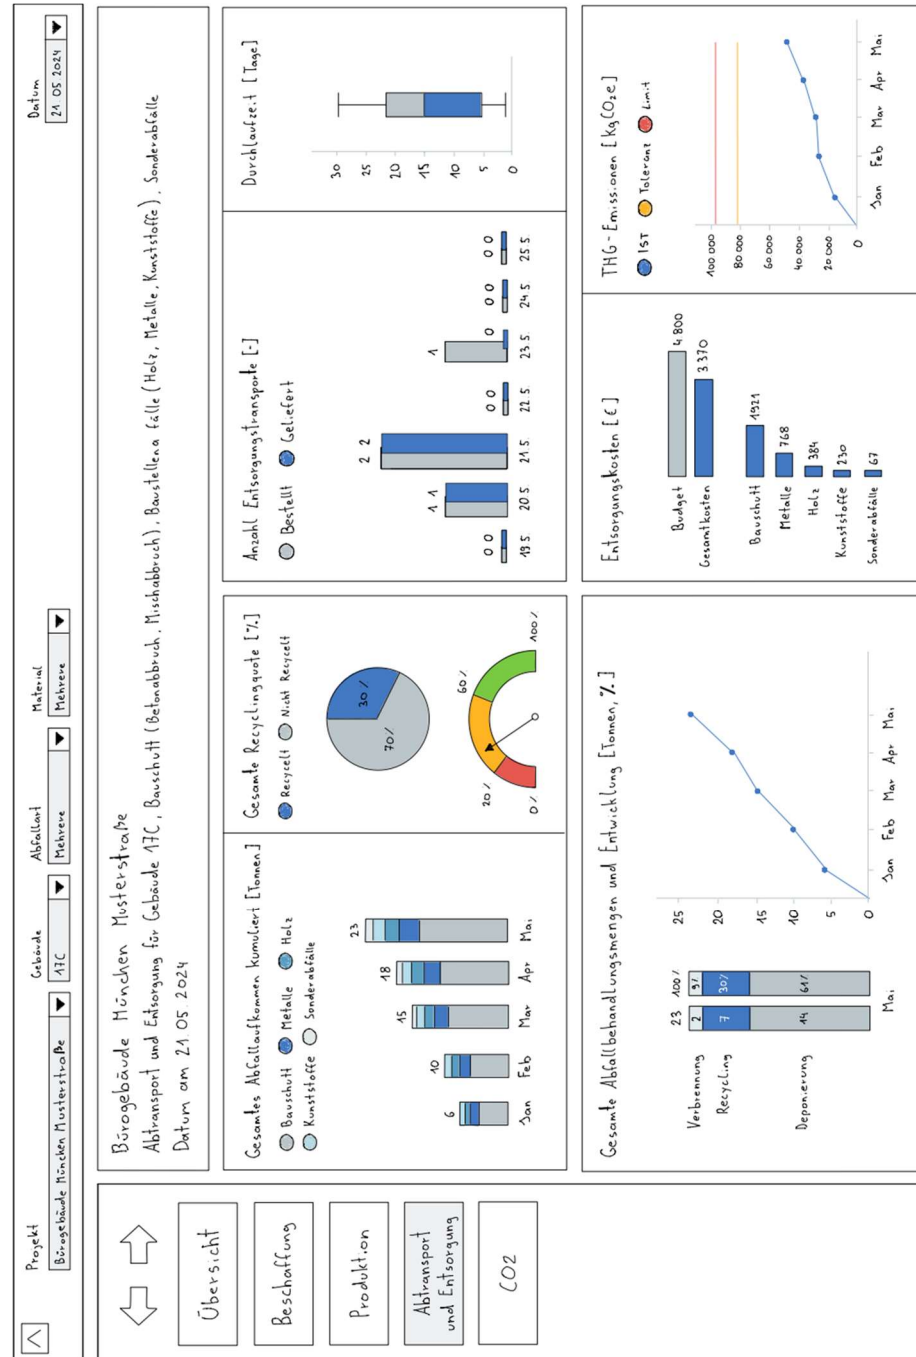 Projekt
Bürogebäude München Musterstraße
Gebäude
17C
Abfallart
Mehrere
Material
Mehrere
Datum
21.05 2024
Übersicht
Beschaffung
Produktion
Abtransport
und Entsorgung
CO2
Bürogebäude München Musterstraße
Abtransport und Entsorgung für Gebäude 17C, Bauschutt (Betonabbruch, Mischabbruch), Baustellenabfälle (Holz, Metalle, Kunststoffe), Sonderabfälle
Datum am 21.05 2024
Gesamtes Abfallaufkommen kumuliert [Tonnen]
Bauschutt Metalle Holz
Kunststoffe Sonderabfälle
6 10 15 18 23
Jan Feb Mar Apr Mai
Gesamte Recyclingquote [%]
Recycelt Nicht Recycelt
30%
70%
0% 20% 60% 100%
Anzahl Entsorgungstransporte [-]
Bestellt Geliefert
0 0 1 1 2 2 0 0 1 0 0 0 0 0
19.5 20.5 21.5 22.5 23.5 24.5 25.5
Durchlaufzeit [Tage]
30
25
20
15
10
5
0
Gesamte Abfallbehandlungsmengen und Entwicklung [Tonnen, %]
23 100%
Verbrennung 2 9%
Recycling 7 30%
Deponierung 14 61%
Mai
25
20
15
10
5
0
Jan Feb Mar Apr Mai
Entsorgungskosten [€]
Budget 4800
Gesamtkosten 3370
Bauschutt 1921
Metalle 768
Holz 384
Kunststoffe 230
Sonderabfälle 67
THG-Emissionen [kgCO2e]
IST Toleranz Limit
100 000
80 000
60 000
40 000
20 000
0
Jan Feb Mar Apr Mai